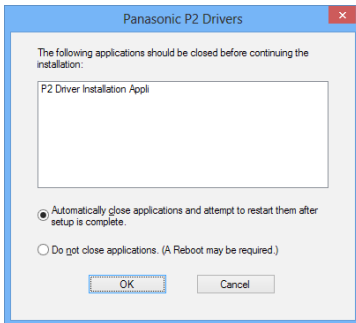 Panasonic P2 Drivers
The following applications should be closed before continuing the
installation:
P2 Driver Installation Appli
Automatically close applications and attempt to restart them after
setup is complete.
Do not close applications. (A Reboot may be required.)
OK
Cancel